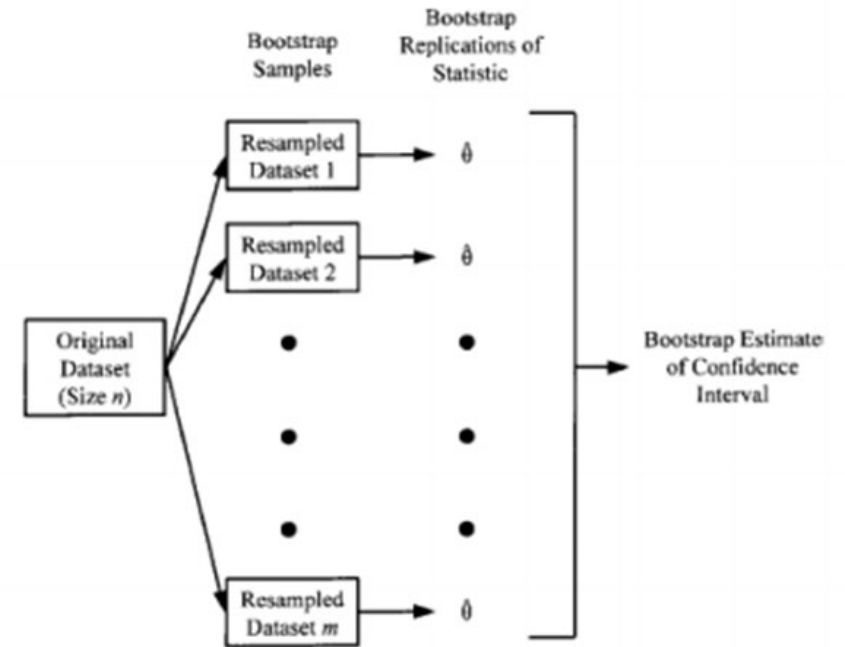 Bootstrap
Samples
Bootstrap
Replications of
Statistic
Resampled
Dataset 1
θ̂
Resampled
Dataset 2
θ̂
Original
Dataset
(Size n)
Bootstrap Estimate
of Confidence
Interval
Resampled
Dataset m
θ̂